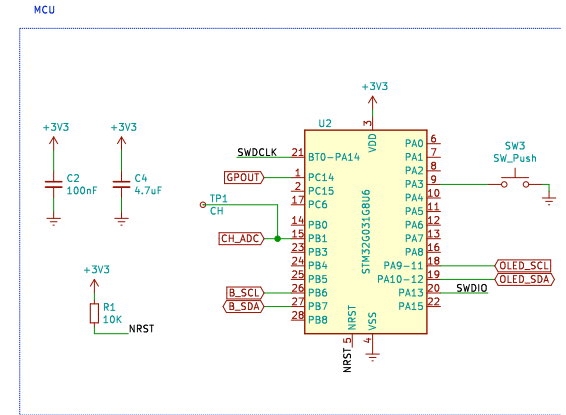 MCU
+3V3
U2
3
VDD
+3V3
+3V3
C2
100nF
C4
4.7uF
SWDCLK
21
BT0-PA14
GPOUT
1
PC14
2
PC15
17
PC6
TP1
CH
14
PB0
CH_ADC
15
PB1
23
PB3
24
PB4
25
PB5
B_SCL
26
PB6
B_SDA
27
PB7
28
PB8
STM32G031G8U6
PA0
6
PA1
7
PA2
8
PA3
9
PA4
10
PA5
11
PA6
12
PA7
13
PA8
16
PA9-11
18
OLED_SCL
PA10-12
19
OLED_SDA
PA13
20
SWDIO
PA15
22
SW3
SW_Push
+3V3
R1
10K
NRST
NRST
5
NRST
VSS
4